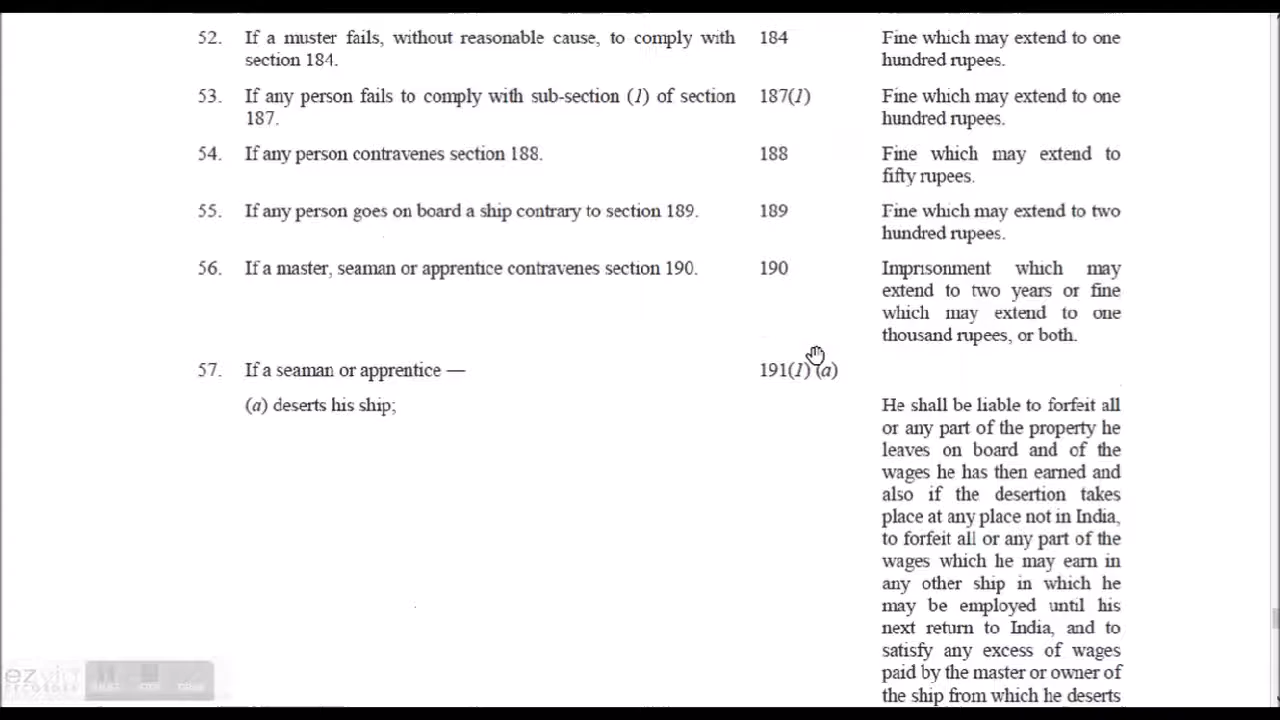 52. If a muster fails, without reasonable cause, to comply with 184 Fine which may extend to one
section 184. hundred rupees.
53. If any person fails to comply with sub-section (1) of section 187(1) Fine which may extend to one
187. hundred rupees.
54. If any person contravenes section 188. 188 Fine which may extend to
fifty rupees.
55. If any person goes on board a ship contrary to section 189. 189 Fine which may extend to two
hundred rupees.
56. If a master, seaman or apprentice contravenes section 190. 190 Imprisonment which may
extend to two years or fine
which may extend to one
thousand rupees, or both.
57. If a seaman or apprentice — 191(1) (a)
(a) deserts his ship; He shall be liable to forfeit all
or any part of the property he
leaves on board and of the
wages he has then earned and
also if the desertion takes
place at any place not in India,
to forfeit all or any part of the
wages which he may earn in
any other ship in which he
may be employed until his
next return to India, and to
satisfy any excess of wages
paid by the master or owner of
the ship from which he deserts